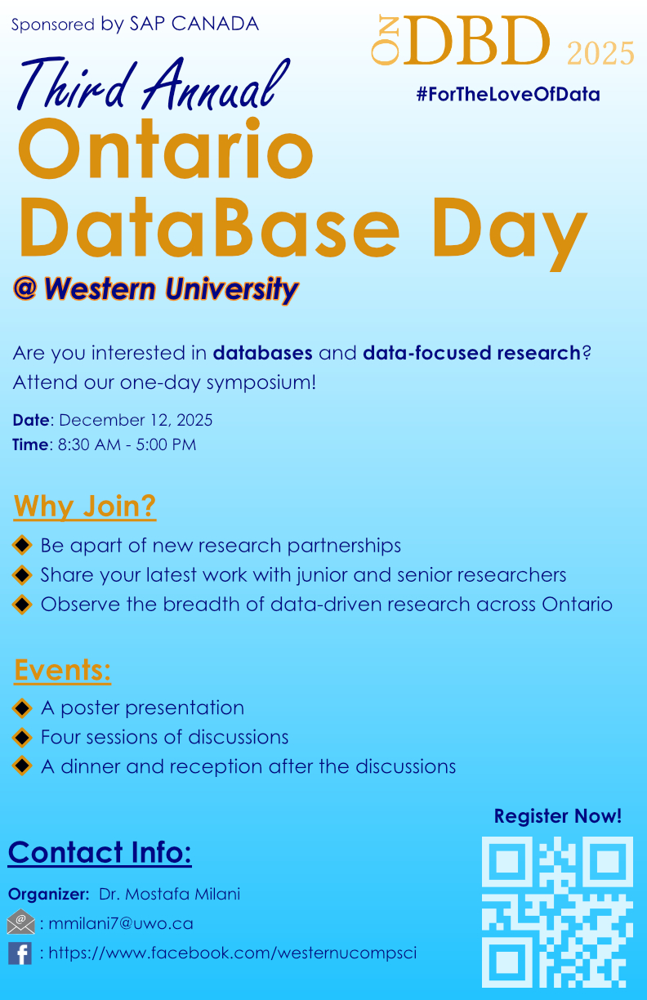 Sponsored by SAP CANADA
ON DBD 2025
#ForTheLoveOfData
Third Annual
Ontario
DataBase Day
@ Western University
Are you interested in databases and data-focused research?
Attend our one-day symposium!
Date: December 12, 2025
Time: 8:30 AM - 5:00 PM
Why Join?
Be apart of new research partnerships
Share your latest work with junior and senior researchers
Observe the breadth of data-driven research across Ontario
Events:
A poster presentation
Four sessions of discussions
A dinner and reception after the discussions
Register Now!
Contact Info:
Organizer: Dr. Mostafa Milani
@ : mmilani7@uwo.ca
f : https://www.facebook.com/westernucompsci